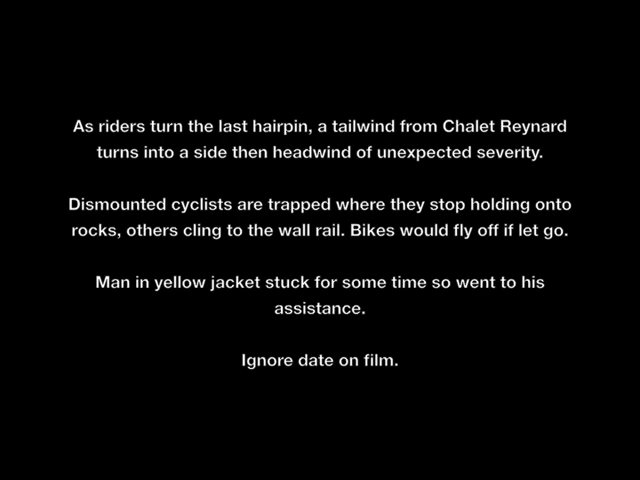 As riders turn the last hairpin, a tailwind from Chalet Reynard
turns into a side then headwind of unexpected severity.
Dismounted cyclists are trapped where they stop holding onto
rocks, others cling to the wall rail. Bikes would fly off if let go.
Man in yellow jacket stuck for some time so went to his
assistance.
Ignore date on film.